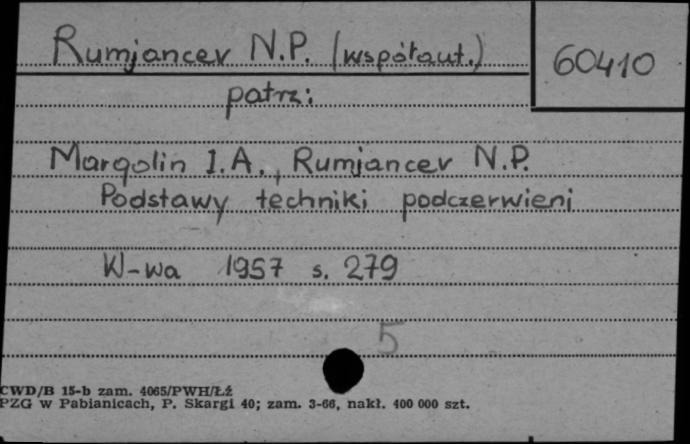 Rumjancev N.P. (współaut.)
60410
patrz:
Margolin I.A., Rumjancev N.P.
Podstawy techniki podczerwieni
W-wa 1957 s. 279
5
CWD/B 15-b zam. 4065/PWH/Łź
PZG w Pabianicach, P. Skargi 40; zam. 3-66, nakł. 400 000 szt.